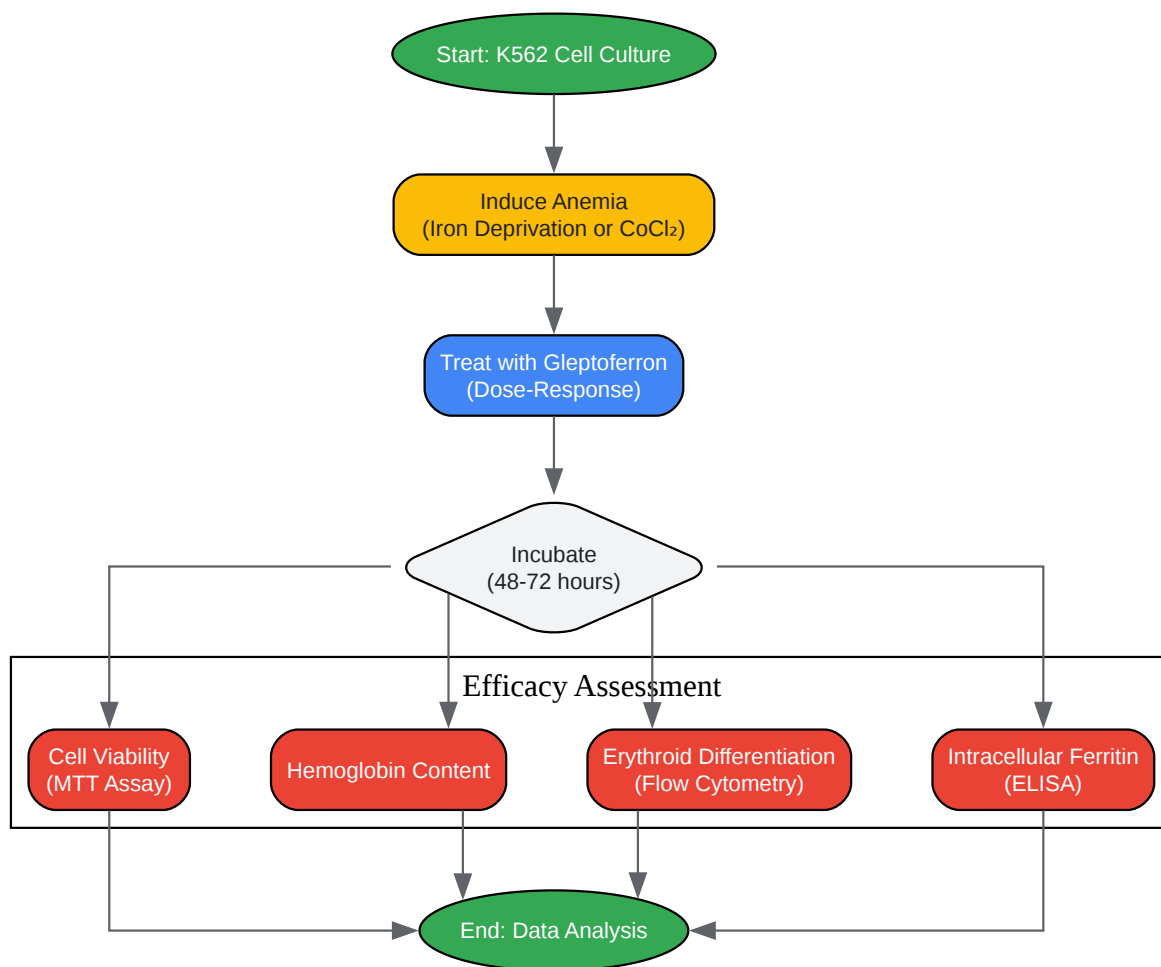 Start: K562 Cell Culture
Induce Anemia
(Iron Deprivation or CoCl₂)
Treat with Gleptoferron
(Dose-Response)
Incubate
(48-72 hours)
Efficacy Assessment
Cell Viability
(MTT Assay)
Hemoglobin Content
Erythroid Differentiation
(Flow Cytometry)
Intracellular Ferritin
(ELISA)
End: Data Analysis